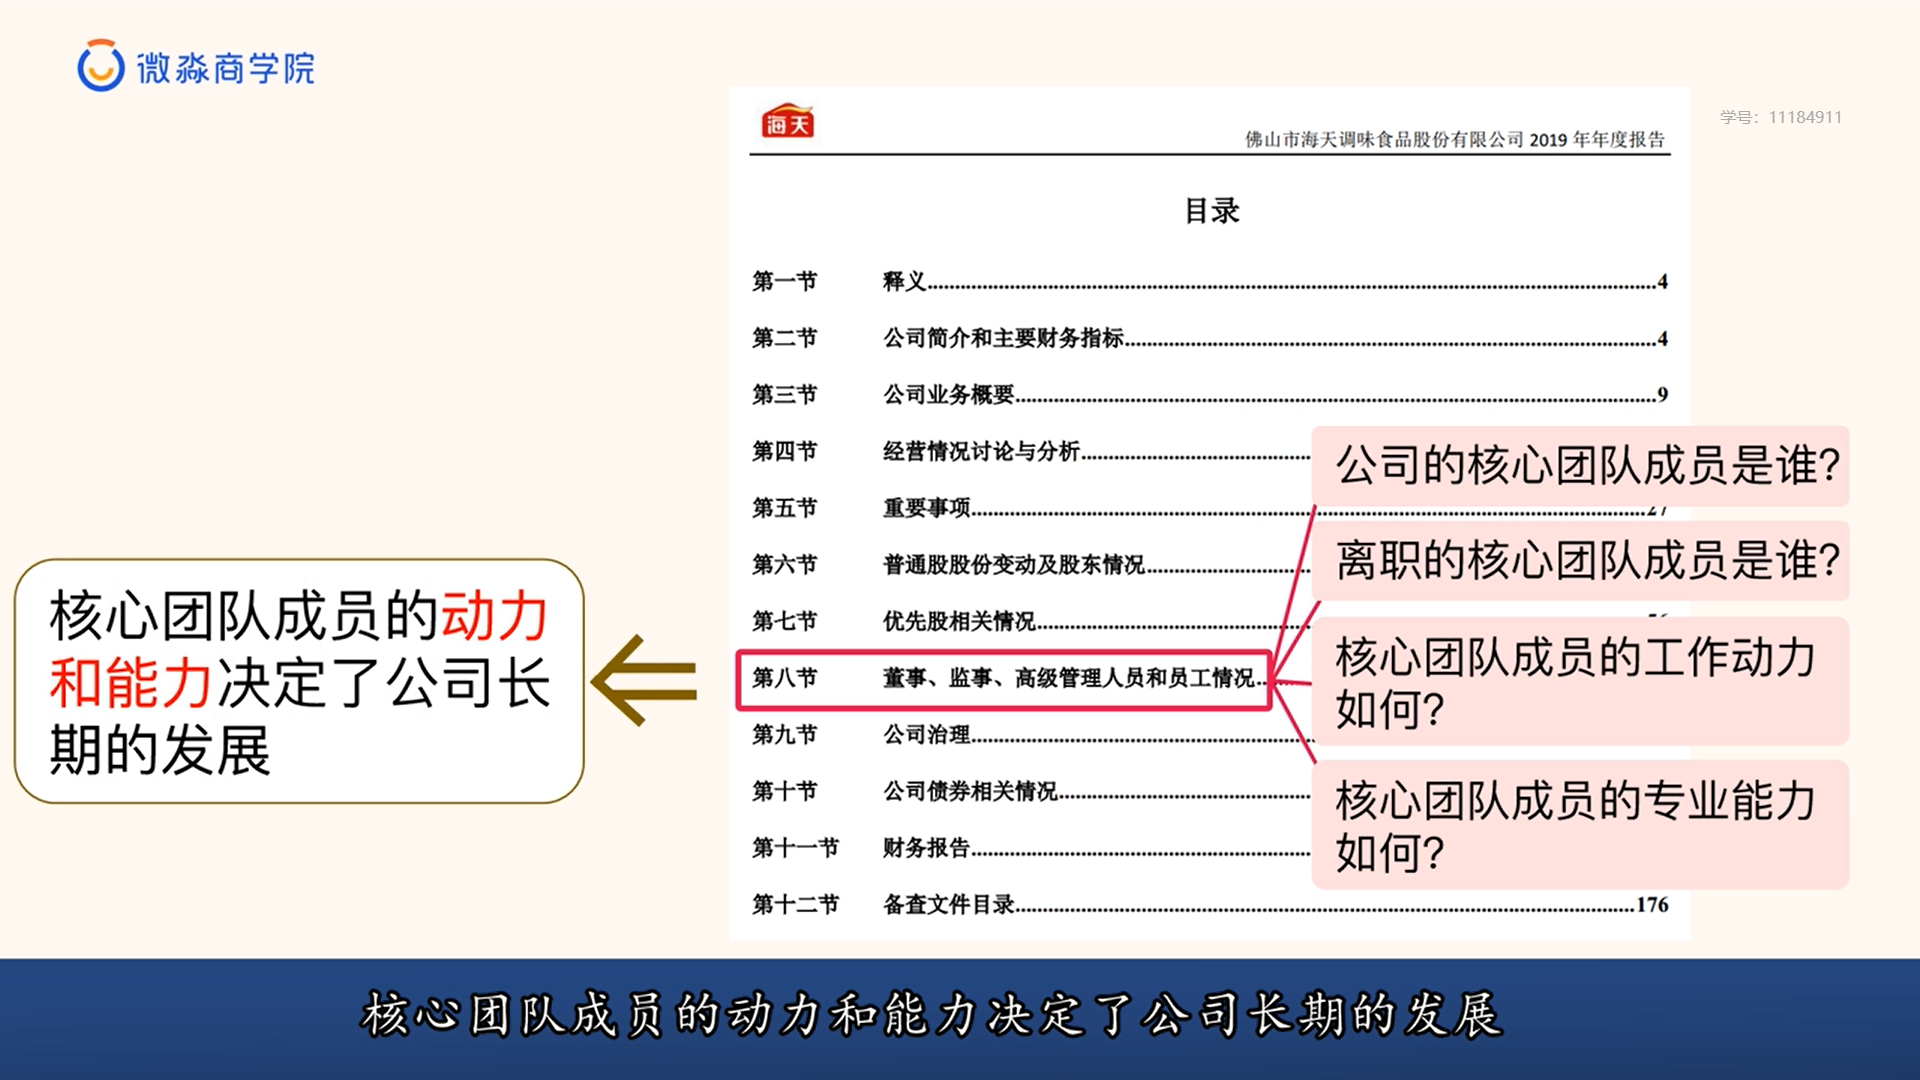 微淼商学院
学号：11184911
海天
佛山市海天调味食品股份有限公司 2019 年年度报告
目录
第一节 释义 4
第二节 公司简介和主要财务指标 4
第三节 公司业务概要 9
第四节 经营情况讨论与分析
第五节 重要事项 27
第六节 普通股股份变动及股东情况
第七节 优先股相关情况
第八节 董事、监事、高级管理人员和员工情况
第九节 公司治理
第十节 公司债券相关情况
第十一节 财务报告
第十二节 备查文件目录 176
公司的核心团队成员是谁?
离职的核心团队成员是谁?
核心团队成员的工作动力
如何?
核心团队成员的专业能力
如何?
核心团队成员的动力
和能力决定了公司长
期的发展
核心团队成员的动力和能力决定了公司长期的发展